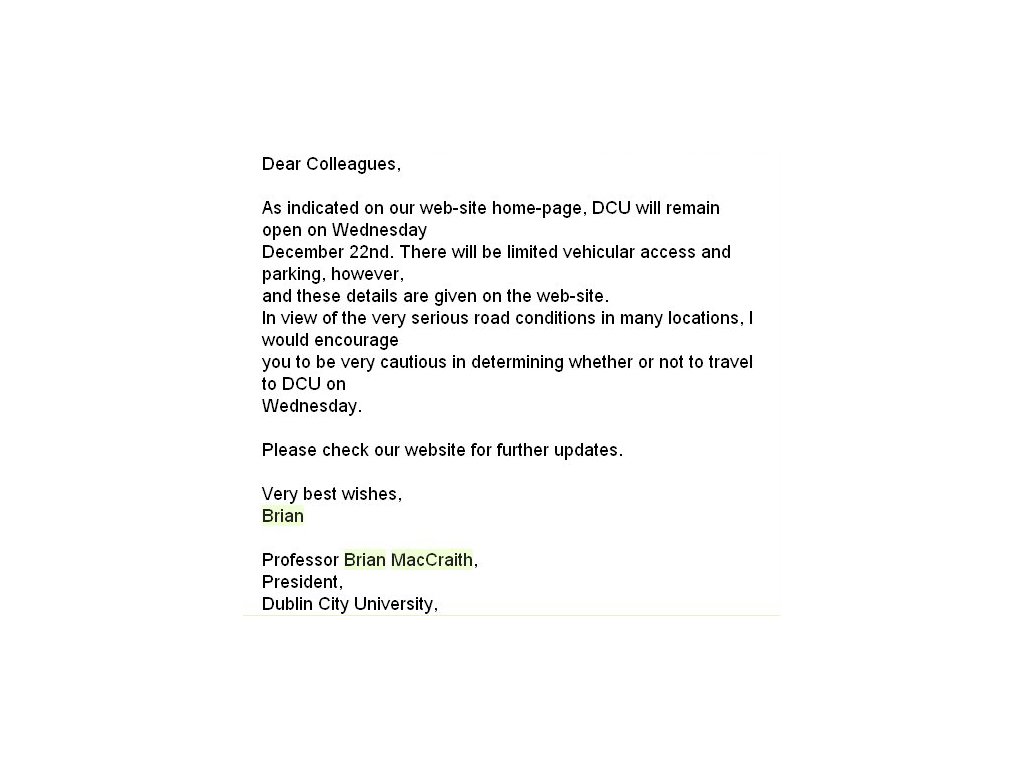 Dear Colleagues,
As indicated on our web-site home-page, DCU will remain
open on Wednesday
December 22nd. There will be limited vehicular access and
parking, however,
and these details are given on the web-site.
In view of the very serious road conditions in many locations, I
would encourage
you to be very cautious in determining whether or not to travel
to DCU on
Wednesday.
Please check our website for further updates.
Very best wishes,
Brian
Professor Brian MacCraith,
President,
Dublin City University,